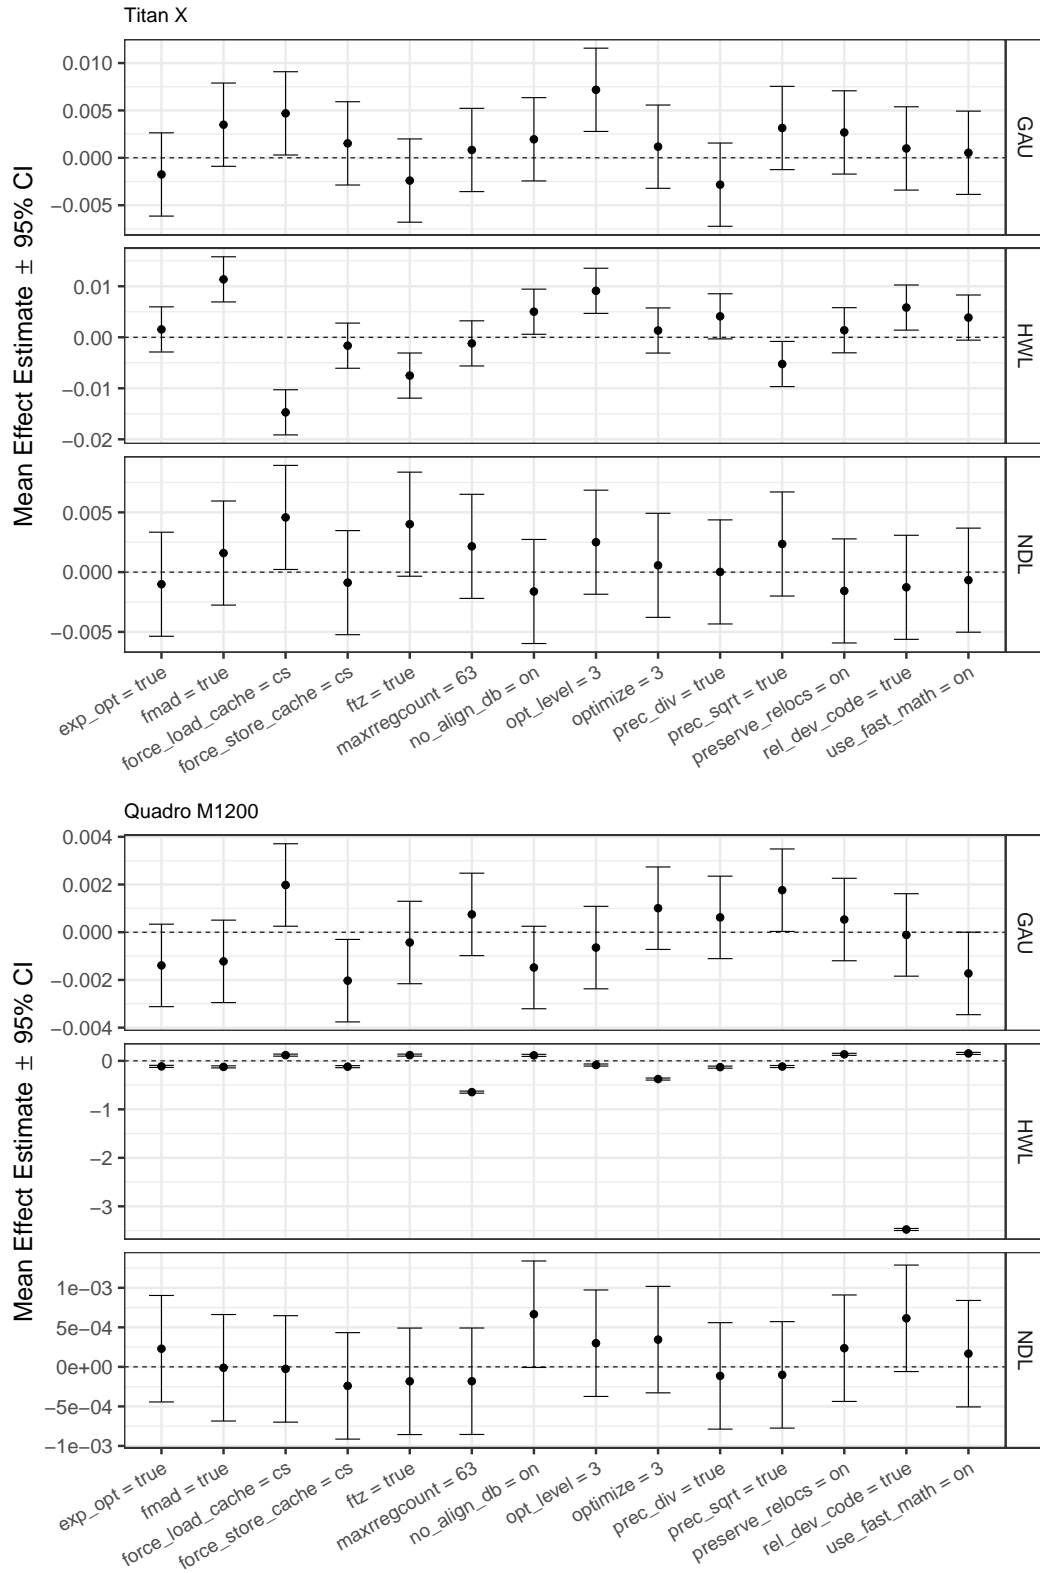 Titan X
Mean Effect Estimate ± 95% CI
0.010
0.005
0.000
−0.005
GAU
0.01
0.00
−0.01
−0.02
HWL
0.005
0.000
−0.005
NDL
exp_opt = true
fmad = true
force_load_cache = cs
force_store_cache = cs
ftz = true
maxrregcount = 63
no_align_db = on
opt_level = 3
optimize = 3
prec_div = true
prec_sqrt = true
preserve_relocs = on
rel_dev_code = true
use_fast_math = on
Quadro M1200
Mean Effect Estimate ± 95% CI
0.004
0.002
0.000
−0.002
−0.004
GAU
0
−1
−2
−3
HWL
1e−03
5e−04
0e+00
−5e−04
−1e−03
NDL
exp_opt = true
fmad = true
force_load_cache = cs
force_store_cache = cs
ftz = true
maxrregcount = 63
no_align_db = on
opt_level = 3
optimize = 3
prec_div = true
prec_sqrt = true
preserve_relocs = on
rel_dev_code = true
use_fast_math = on